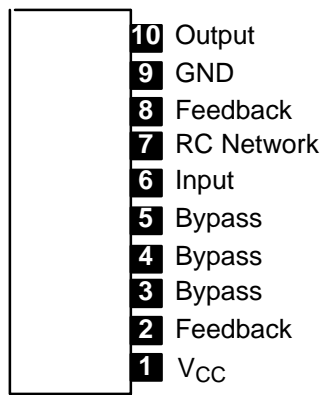 10 Output
9 GND
8 Feedback
7 RC Network
6 Input
5 Bypass
4 Bypass
3 Bypass
2 Feedback
1 VCC